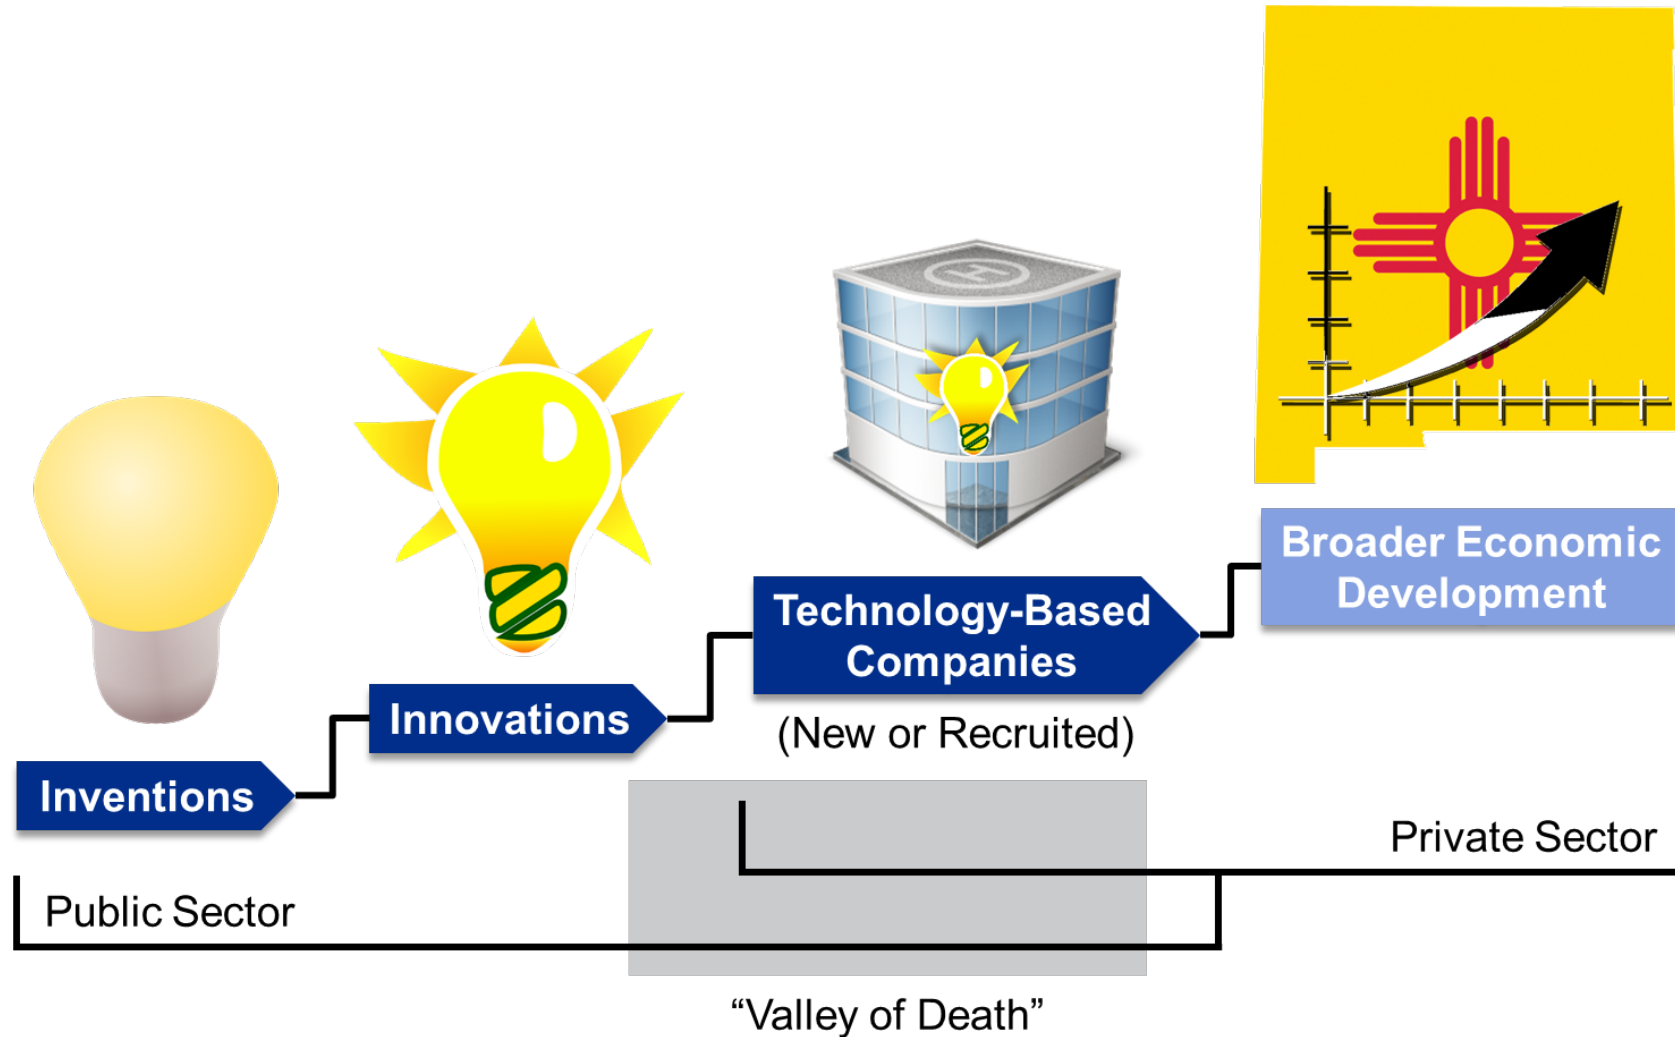 Inventions
Innovations
Technology-Based
Companies
(New or Recruited)
Broader Economic
Development
Private Sector
Public Sector
“Valley of Death”
H